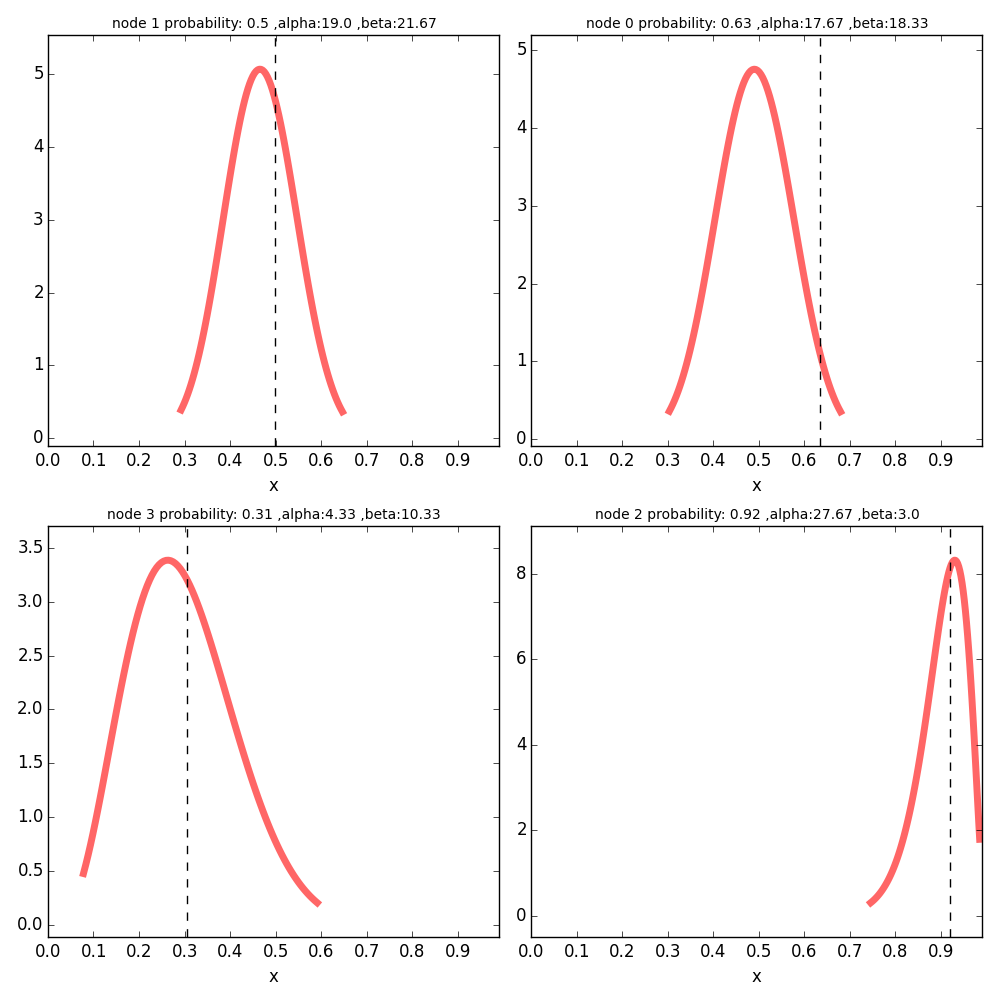 node 1 probability: 0.5 ,alpha:19.0 ,beta:21.67
5
4
3
2
1
0
0.0 0.1 0.2 0.3 0.4 0.5 0.6 0.7 0.8 0.9
x
node 0 probability: 0.63 ,alpha:17.67 ,beta:18.33
5
4
3
2
1
0
0.0 0.1 0.2 0.3 0.4 0.5 0.6 0.7 0.8 0.9
x
node 3 probability: 0.31 ,alpha:4.33 ,beta:10.33
3.5
3.0
2.5
2.0
1.5
1.0
0.5
0.0
0.0 0.1 0.2 0.3 0.4 0.5 0.6 0.7 0.8 0.9
x
node 2 probability: 0.92 ,alpha:27.67 ,beta:3.0
8
6
4
2
0
0.0 0.1 0.2 0.3 0.4 0.5 0.6 0.7 0.8 0.9
x